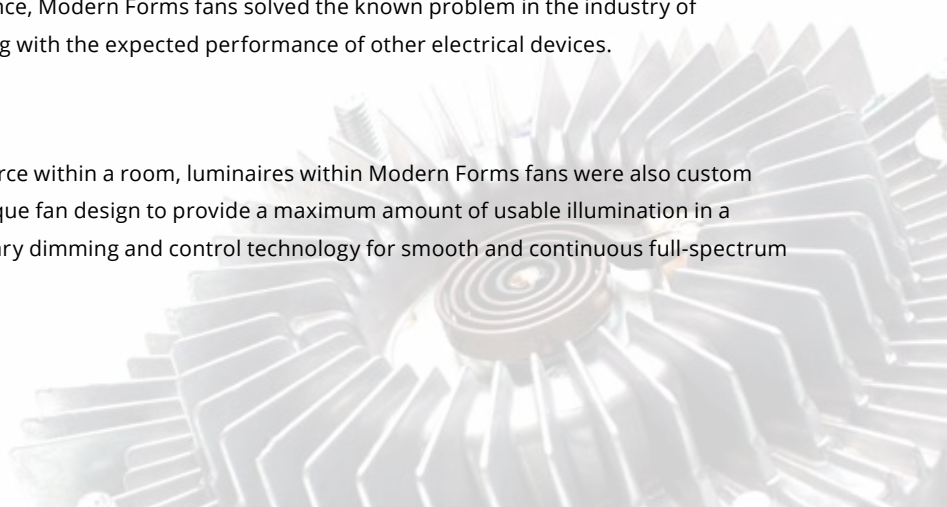 nce, Modern Forms fans solved the known problem in the industry of
g with the expected performance of other electrical devices.
rce within a room, luminaires within Modern Forms fans were also custom
que fan design to provide a maximum amount of usable illumination in a
ry dimming and control technology for smooth and continuous full-spectrum